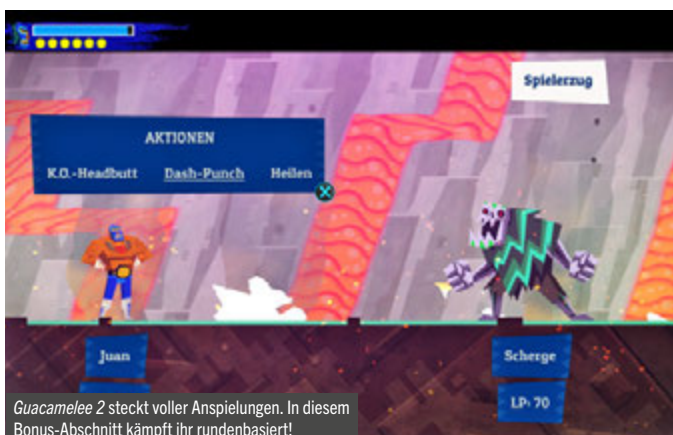 Spielerzug
AKTIONEN
K.O.-Headbutt Dash-Punch Heilen
Juan
Scherge
LP: 70
Guacamelee 2 steckt voller Anspielungen. In diesem
Bonus-Abschnitt kämpft ihr rundenbasiert!